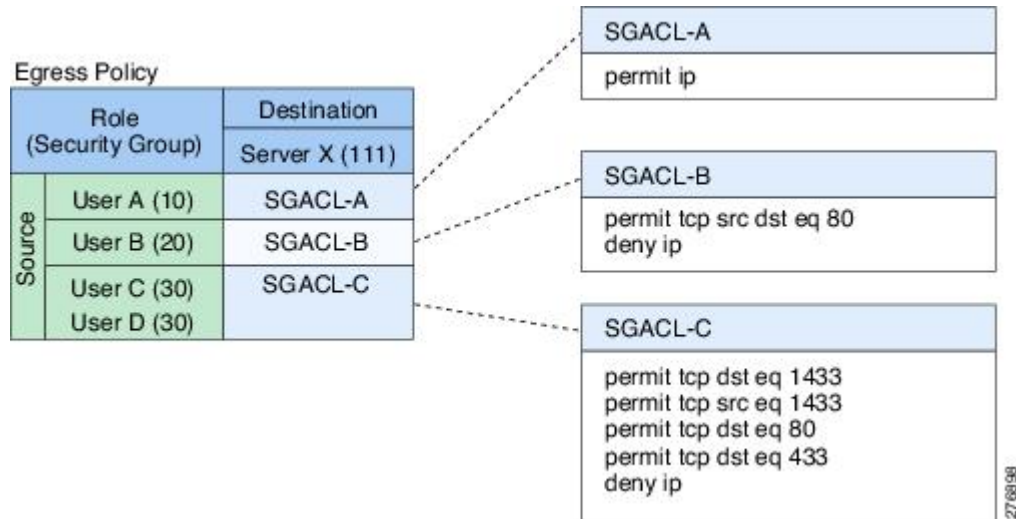 Egress Policy
Role
(Security Group)
Destination
Server X (111)
Source
User A (10)
SGACL-A
User B (20)
SGACL-B
User C (30)
User D (30)
SGACL-C
SGACL-A
permit ip
SGACL-B
permit tcp src dst eq 80
deny ip
SGACL-C
permit tcp dst eq 1433
permit tcp src eq 1433
permit tcp dst eq 80
permit tcp dst eq 433
deny ip
276898